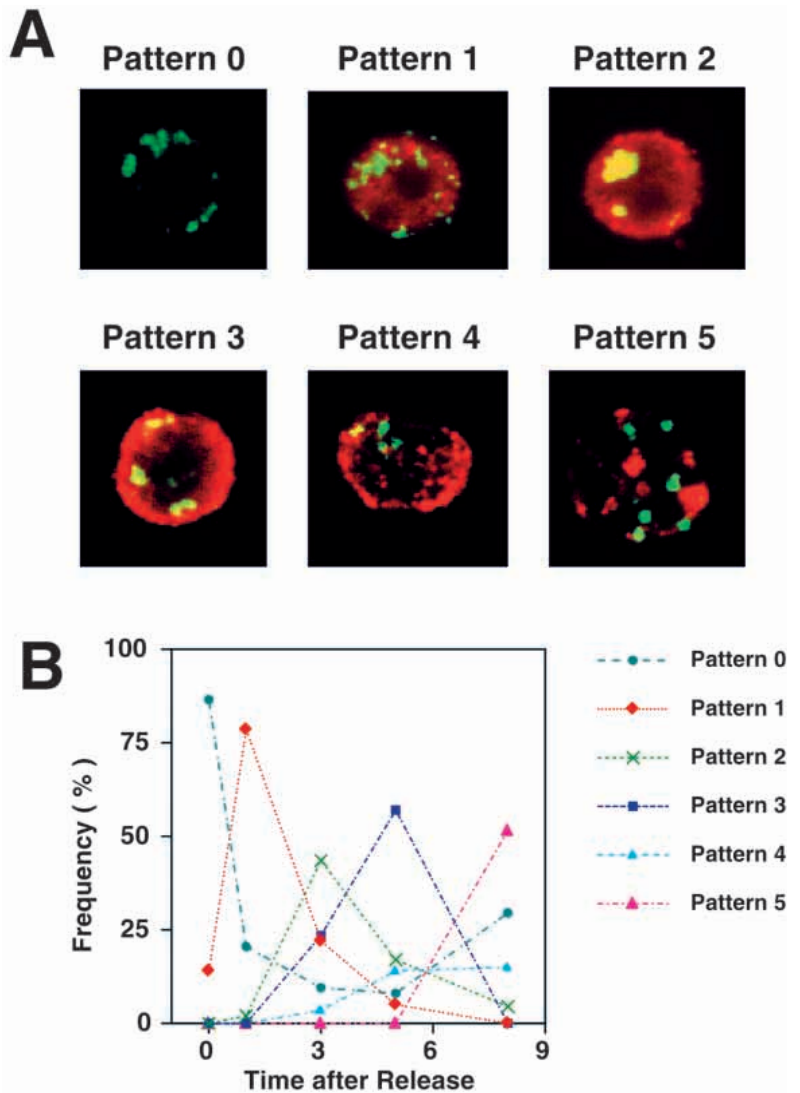 A
Pattern 0
Pattern 1
Pattern 2
Pattern 3
Pattern 4
Pattern 5
B
100
75
50
25
0
Frequency ( % )
0
3
6
9
Time after Release
Pattern 0
Pattern 1
Pattern 2
Pattern 3
Pattern 4
Pattern 5